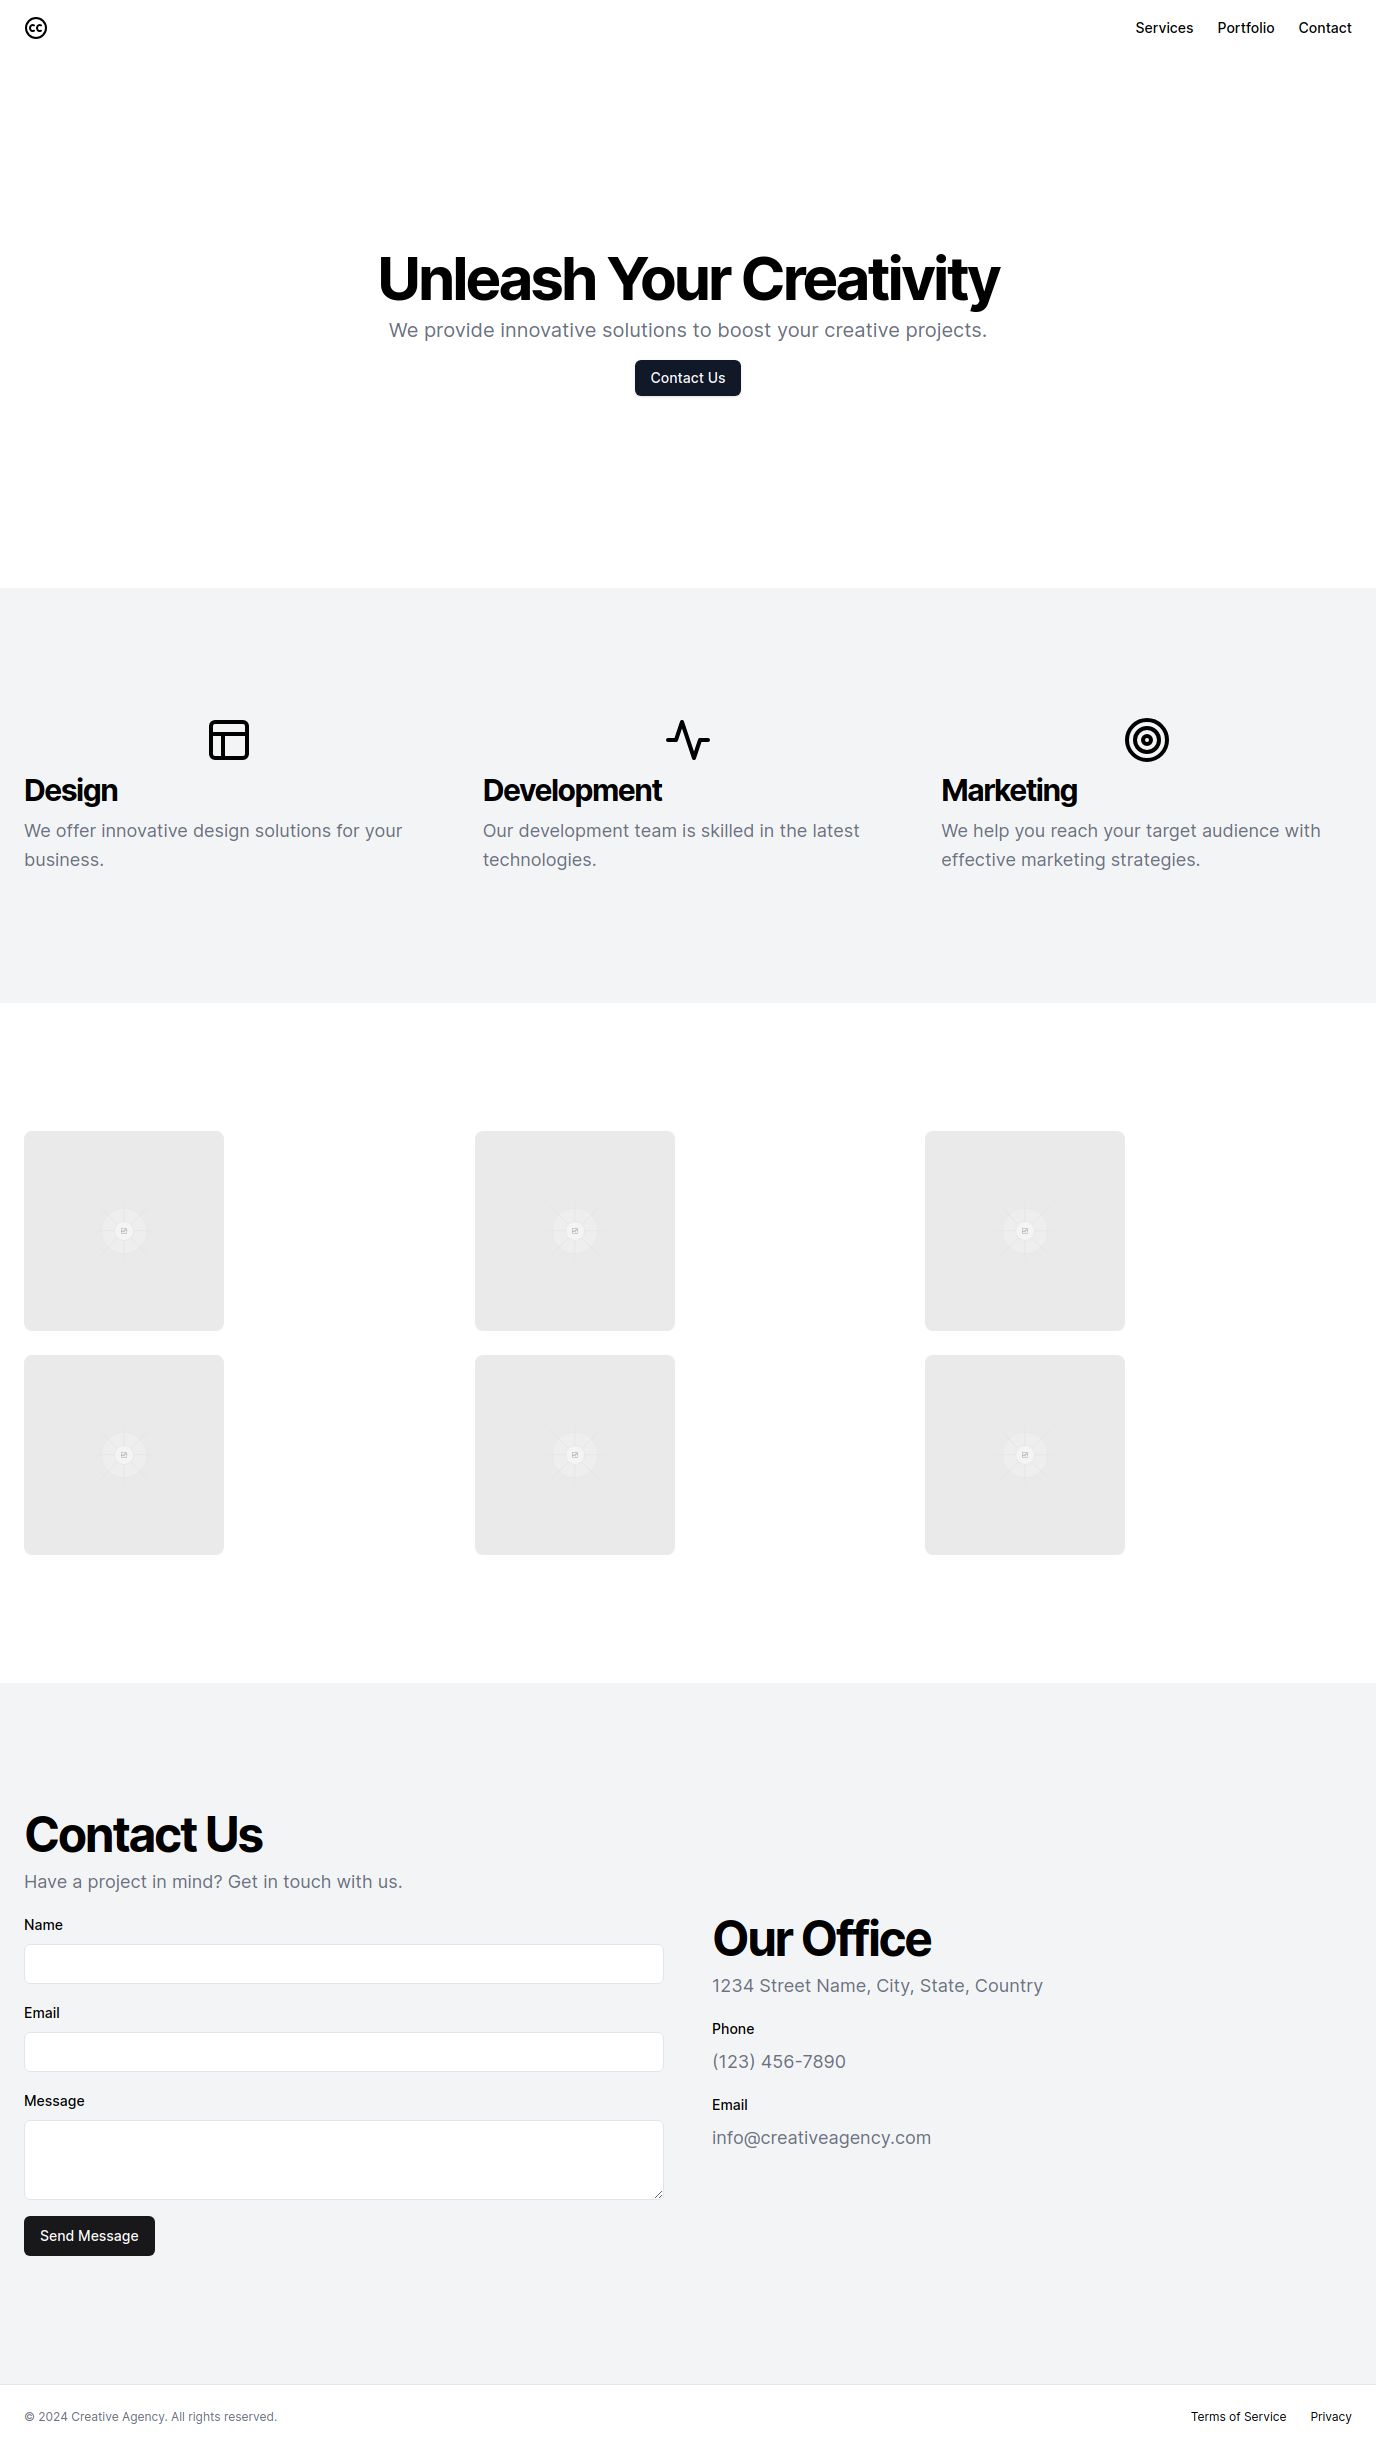 Services Portfolio Contact
Unleash Your Creativity
We provide innovative solutions to boost your creative projects.
Contact Us
Design
We offer innovative design solutions for your
business.
Development
Our development team is skilled in the latest
technologies.
Marketing
We help you reach your target audience with
effective marketing strategies.
Contact Us
Have a project in mind? Get in touch with us.
Name
Email
Message
Send Message
Our Office
1234 Street Name, City, State, Country
Phone
(123) 456-7890
Email
info@creativeagency.com
© 2024 Creative Agency. All rights reserved.
Terms of Service Privacy